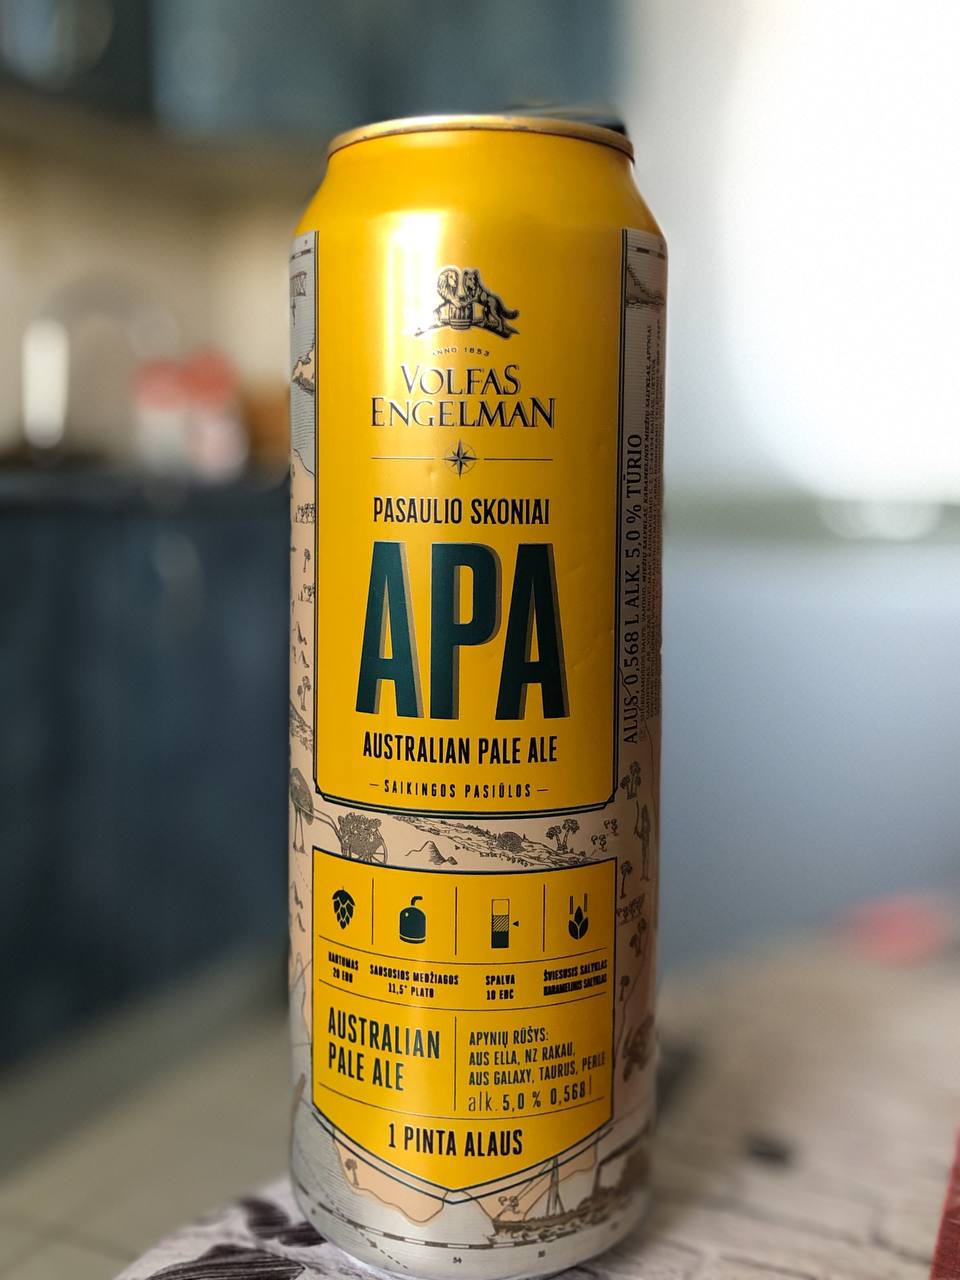 ANNO 1853
VOLFAS
ENGELMAN
PASAULIO SKONIAI
APA
AUSTRALIAN PALE ALE
SAIKINGOS PASIŪLOS
KARTUMAS
20 EBU
SAUSOSIOS MEDŽIAGOS
11,5° PLATO
SPALVA
10 EBC
ŠVIESUSIS SALYKLAS
KARAMELINIS SALYKLAS
AUSTRALIAN
PALE ALE
APYNIŲ RŪŠYS:
AUS ELLA, NZ RAKAU,
AUS GALAXY, TAURUS, PERLE
alk. 5,0 % 0,568 l
1 PINTA ALAUS
ALUS, 0,568 L ALK. 5,0 % TŪRIO